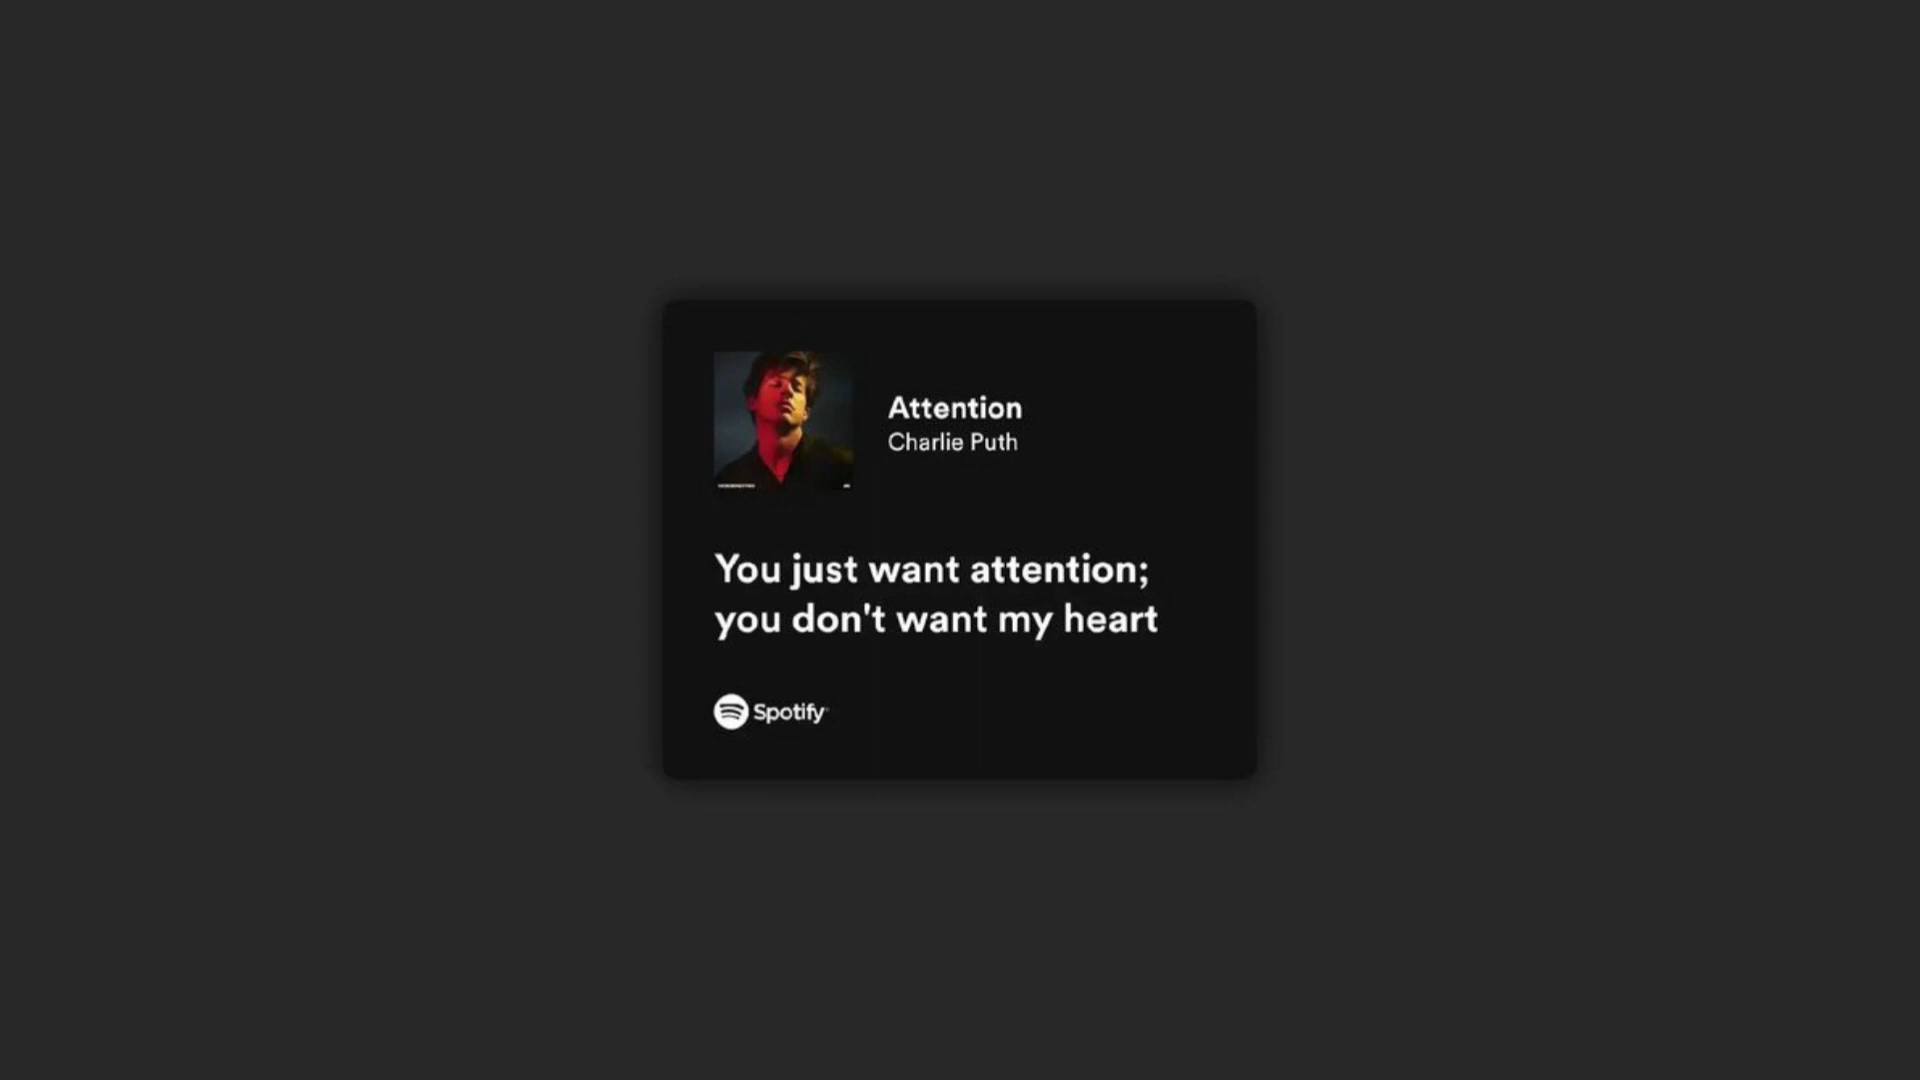 Attention
Charlie Puth
You just want attention;
you don't want my heart
Spotify